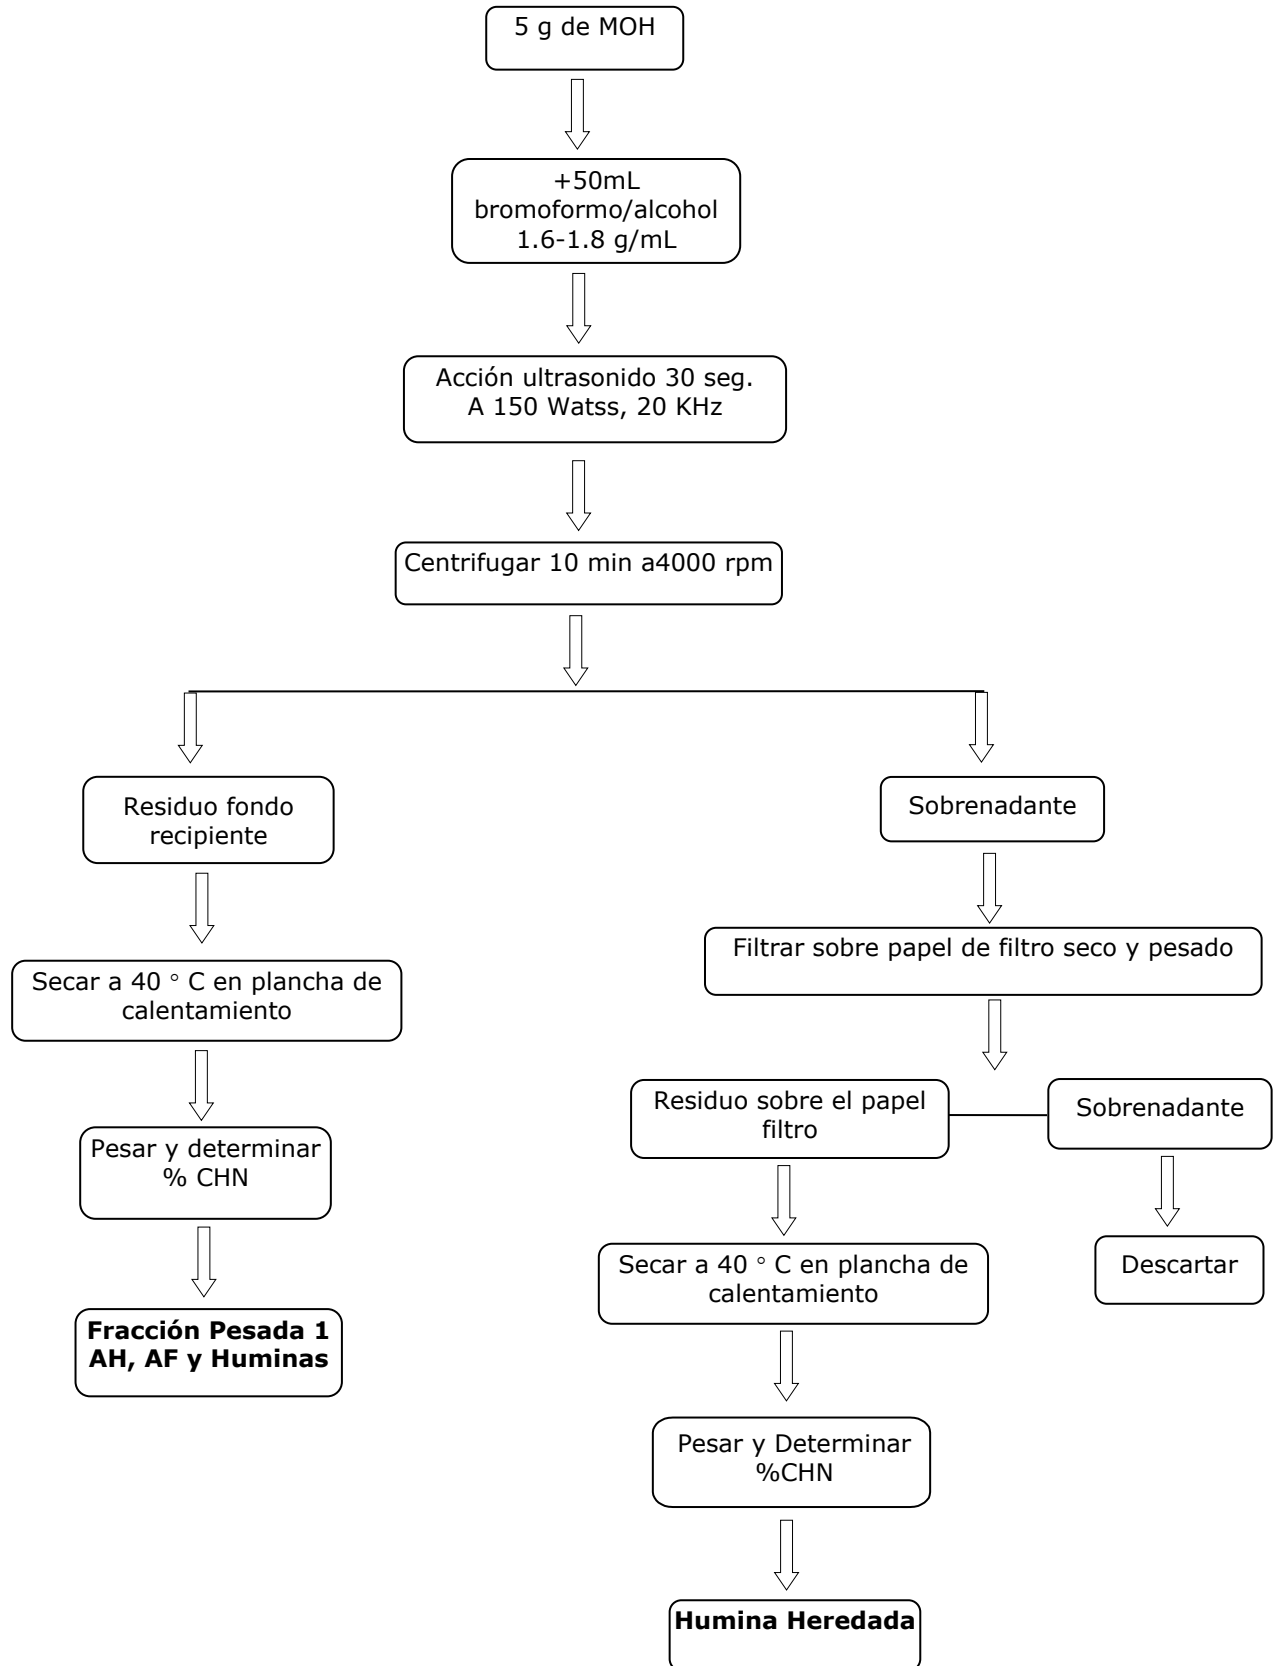 5 g de MOH
+50mL
bromoformo/alcohol
1.6-1.8 g/mL
Acción ultrasonido 30 seg.
A 150 Watss, 20 KHz
Centrifugar 10 min a4000 rpm
Residuo fondo
recipiente
Secar a 40 ° C en plancha de
calentamiento
Pesar y determinar
% CHN
Fracción Pesada 1
AH, AF y Huminas
Sobrenadante
Filtrar sobre papel de filtro seco y pesado
Residuo sobre el papel
filtro
Secar a 40 ° C en plancha de
calentamiento
Pesar y Determinar
%CHN
Humina Heredada
Sobrenadante
Descartar